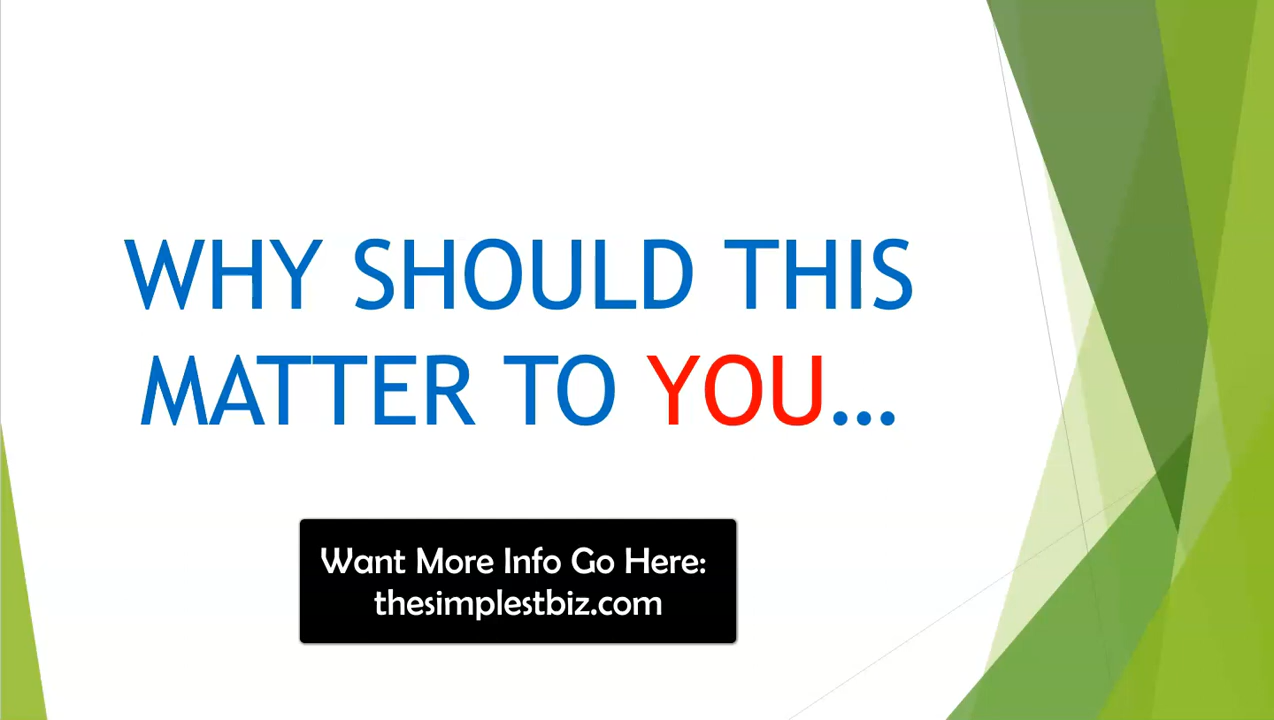 WHY SHOULD THIS
MATTER TO YOU...
Want More Info Go Here:
thesimplestbiz.com